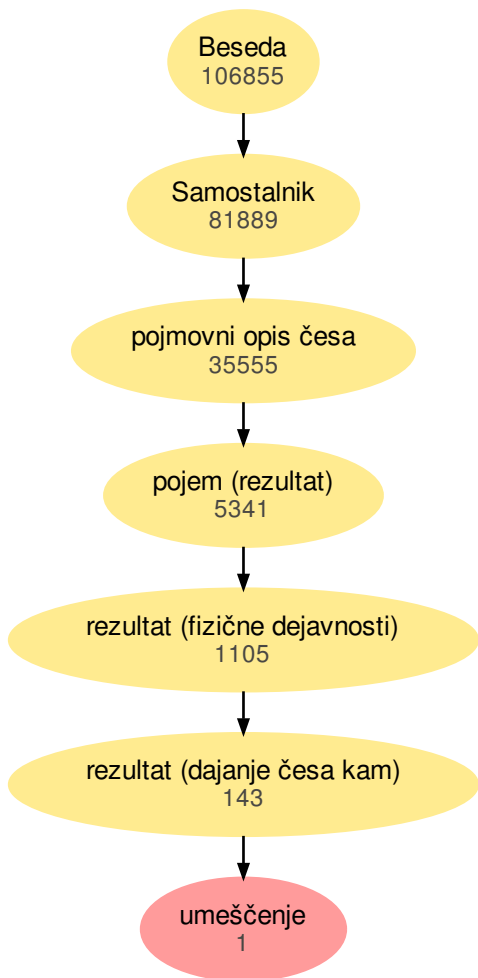 Beseda
106855
Samostalnik
81889
pojmovni opis česa
35555
pojem (rezultat)
5341
rezultat (fizične dejavnosti)
1105
rezultat (dajanje česa kam)
143
umeščenje
1